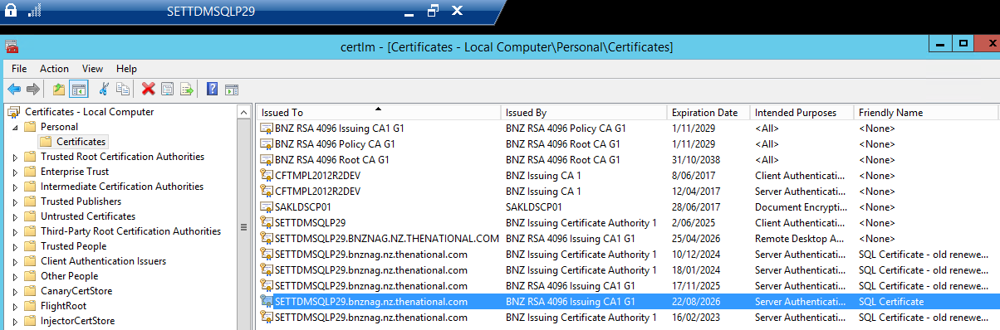 SETTDMSQLP29
certlm - [Certificates - Local Computer\Personal\Certificates]
File Action View Help
Certificates - Local Computer
Personal
Certificates
Trusted Root Certification Authorities
Enterprise Trust
Intermediate Certification Authorities
Trusted Publishers
Untrusted Certificates
Third-Party Root Certification Authorities
Trusted People
Client Authentication Issuers
Other People
CanaryCertStore
FlightRoot
InjectorCertStore
Issued To Issued By Expiration Date Intended Purposes Friendly Name
BNZ RSA 4096 Issuing CA1 G1 BNZ RSA 4096 Policy CA G1 1/11/2029 <All> <None>
BNZ RSA 4096 Policy CA G1 BNZ RSA 4096 Root CA G1 1/11/2029 <All> <None>
BNZ RSA 4096 Root CA G1 BNZ RSA 4096 Root CA G1 31/10/2038 <All> <None>
CFTMPL2012R2DEV BNZ Issuing CA 1 8/06/2017 Client Authenticati... <None>
CFTMPL2012R2DEV BNZ Issuing CA 1 12/04/2017 Server Authenticati... <None>
SAKLDSCP01 SAKLDSCP01 28/06/2017 Document Encrypti... <None>
SETTDMSQLP29 BNZ Issuing Certificate Authority 1 2/06/2025 Client Authenticati... <None>
SETTDMSQLP29.BNZNAG.NZ.THENATIONAL.COM BNZ RSA 4096 Issuing CA1 G1 25/04/2026 Remote Desktop A... <None>
SETTDMSQLP29.bnznag.nz.thenational.com BNZ Issuing Certificate Authority 1 10/12/2024 Server Authenticati... SQL Certificate - old renewe...
SETTDMSQLP29.bnznag.nz.thenational.com BNZ Issuing Certificate Authority 1 18/01/2024 Server Authenticati... SQL Certificate - old renewe...
SETTDMSQLP29.bnznag.nz.thenational.com BNZ RSA 4096 Issuing CA1 G1 17/11/2025 Server Authenticati... SQL Certificate - old renewe...
SETTDMSQLP29.bnznag.nz.thenational.com BNZ RSA 4096 Issuing CA1 G1 22/08/2026 Server Authenticati... SQL Certificate
SETTDMSQLP29.bnznag.nz.thenational.com BNZ Issuing Certificate Authority 1 16/02/2023 Server Authenticati... SQL Certificate - old renewe...